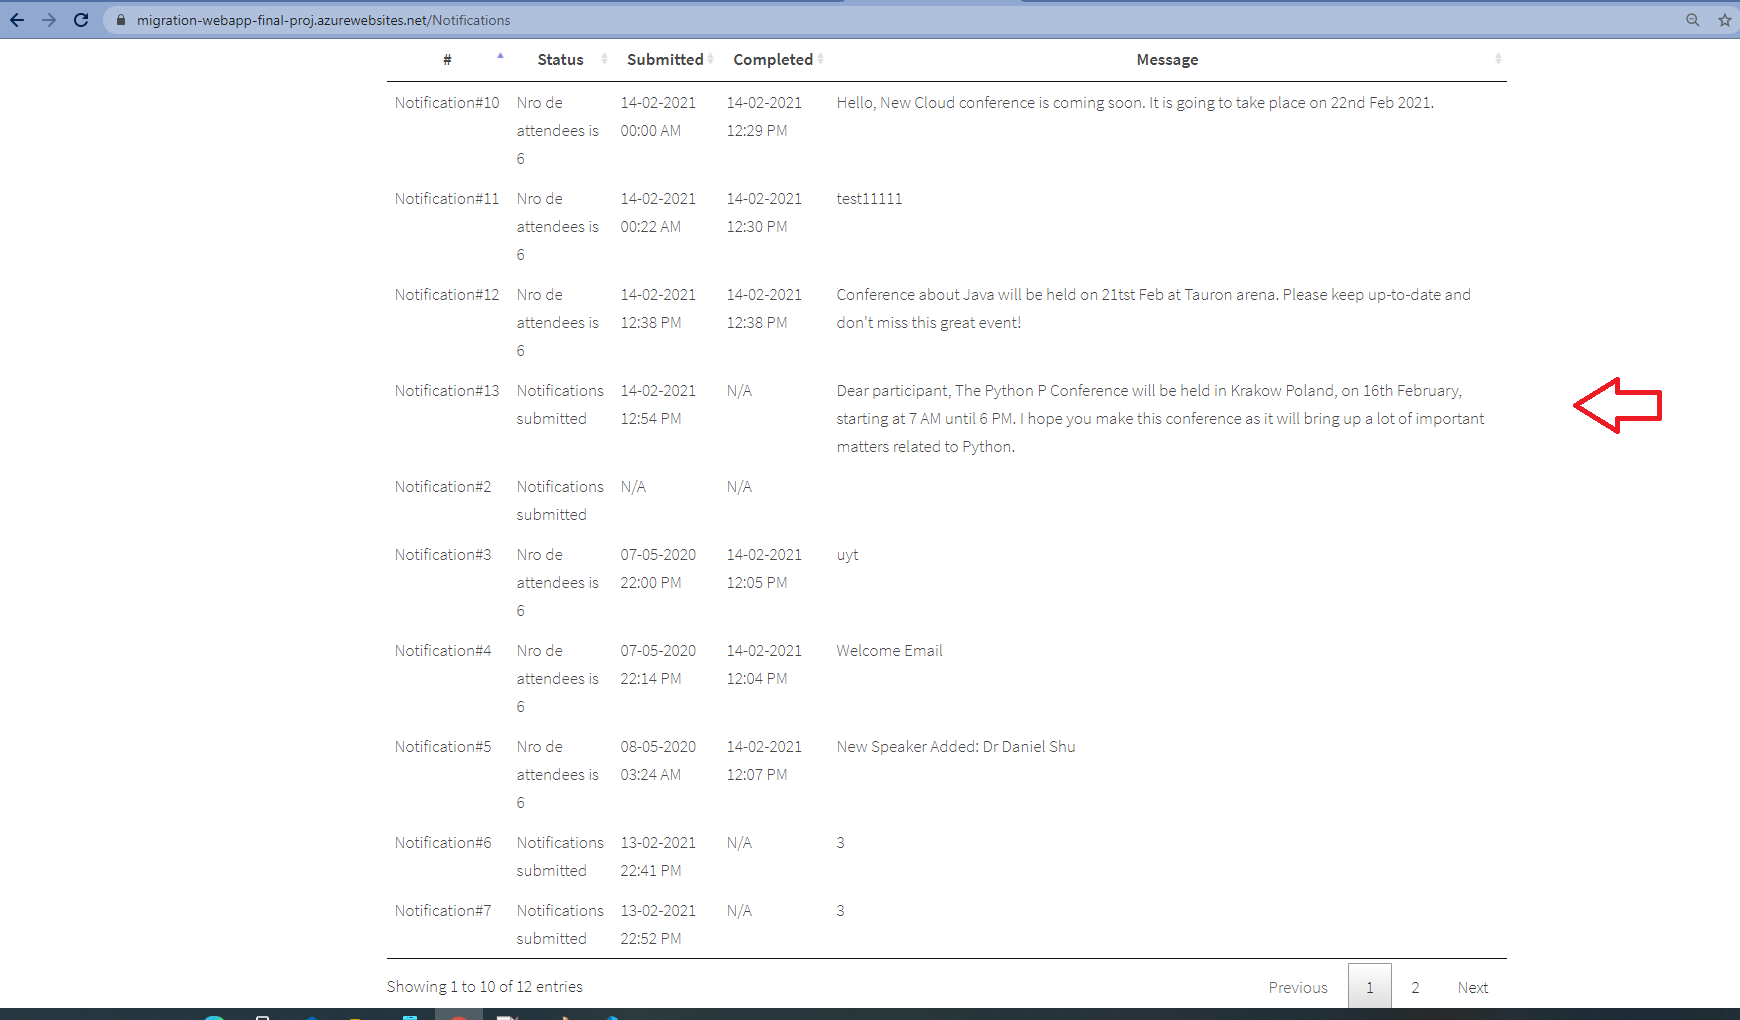 migration-webapp-final-proj.azurewebsites.net/Notifications
# Status Submitted Completed Message
Notification#10 Nro de 14-02-2021 14-02-2021 Hello, New Cloud conference is coming soon. It is going to take place on 22nd Feb 2021.
attendees is 00:00 AM 12:29 PM
6
Notification#11 Nro de 14-02-2021 14-02-2021 test11111
attendees is 00:22 AM 12:30 PM
6
Notification#12 Nro de 14-02-2021 14-02-2021 Conference about Java will be held on 21tst Feb at Tauron arena. Please keep up-to-date and
attendees is 12:38 PM 12:38 PM don't miss this great event!
6
Notification#13 Notifications 14-02-2021 N/A Dear participant, The Python P Conference will be held in Krakow Poland, on 16th February,
submitted 12:54 PM starting at 7 AM until 6 PM. I hope you make this conference as it will bring up a lot of important
matters related to Python.
Notification#2 Notifications N/A N/A
submitted
Notification#3 Nro de 07-05-2020 14-02-2021 uyt
attendees is 22:00 PM 12:05 PM
6
Notification#4 Nro de 07-05-2020 14-02-2021 Welcome Email
attendees is 22:14 PM 12:04 PM
6
Notification#5 Nro de 08-05-2020 14-02-2021 New Speaker Added: Dr Daniel Shu
attendees is 03:24 AM 12:07 PM
6
Notification#6 Notifications 13-02-2021 N/A 3
submitted 22:41 PM
Notification#7 Notifications 13-02-2021 N/A 3
submitted 22:52 PM
Showing 1 to 10 of 12 entries Previous 1 2 Next